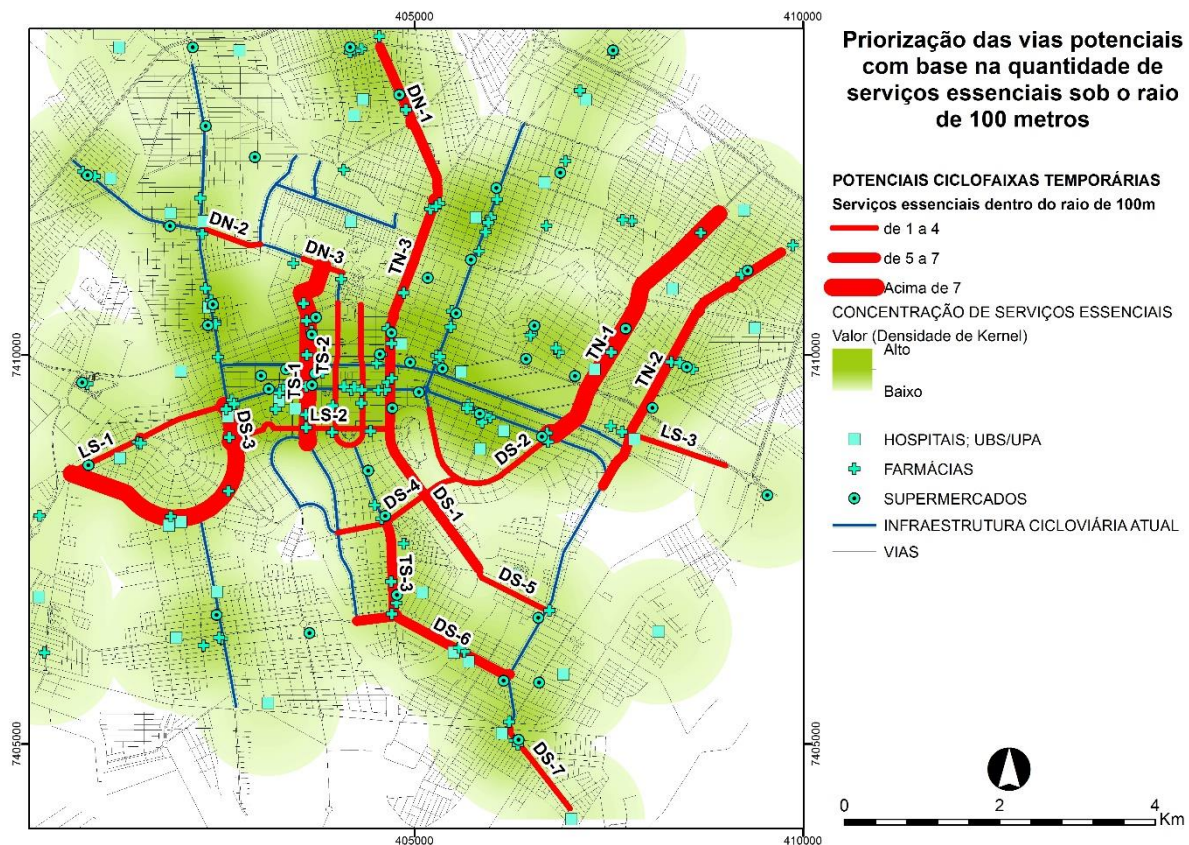 405000
410000
Priorização das vias potenciais
com base na quantidade de
serviços essenciais sob o raio
de 100 metros
POTENCIAIS CICLOFAIXAS TEMPORÁRIAS
Serviços essenciais dentro do raio de 100m
de 1 a 4
de 5 a 7
Acima de 7
CONCENTRAÇÃO DE SERVIÇOS ESSENCIAIS
Valor (Densidade de Kernel)
Alto
Baixo
HOSPITAIS; UBS/UPA
FARMÁCIAS
SUPERMERCADOS
INFRAESTRUTURA CICLOVIÁRIA ATUAL
VIAS
DN-1
DN-2
DN-3
TN-3
TN-1
TN-2
TS-1
TS-2
LS-2
DS-3
LS-1
DS-2
LS-3
DS-4
DS-1
TS-3
DS-5
DS-6
DS-7
7410000
7410000
7405000
7405000
405000
410000
0
2
4
Km